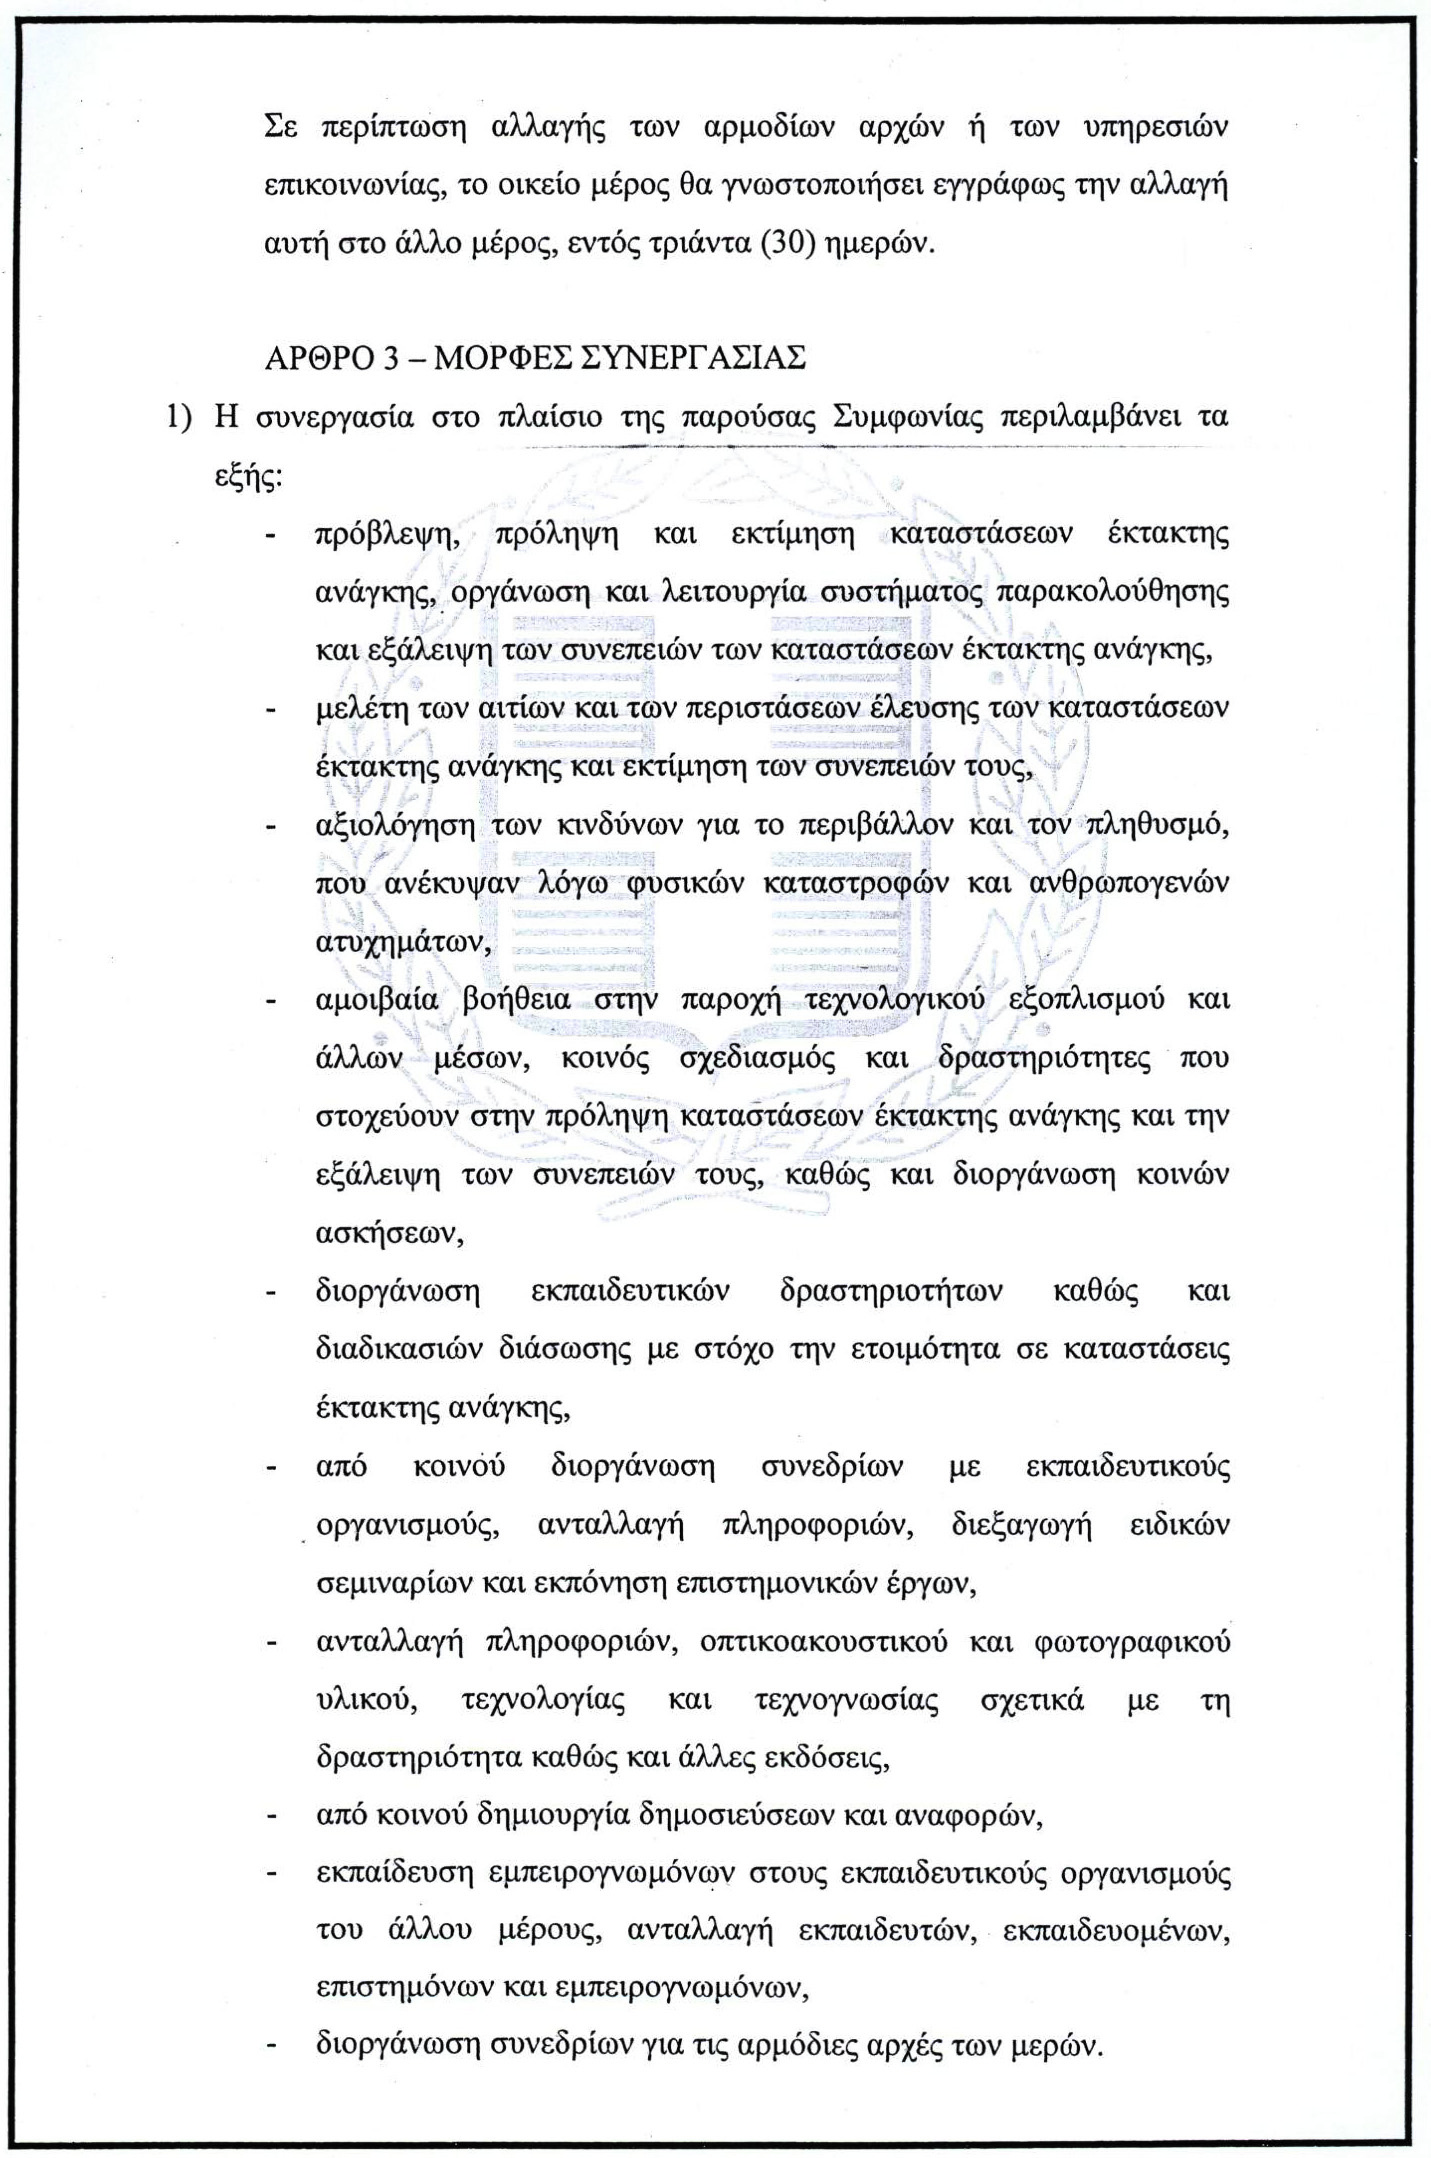 Σε περίπτωση αλλαγής των αρμοδίων αρχών ή των υπηρεσιών
επικοινωνίας, το οικείο μέρος θα γνωστοποιήσει εγγράφως την αλλαγή
αυτή στο άλλο μέρος, εντός τριάντα (30) ημερών.
ΑΡΘΡΟ 3 – ΜΟΡΦΕΣ ΣΥΝΕΡΓΑΣΙΑΣ
1) Η συνεργασία στο πλαίσιο της παρούσας Συμφωνίας περιλαμβάνει τα
εξής:
- πρόβλεψη, πρόληψη και εκτίμηση καταστάσεων έκτακτης
ανάγκης, οργάνωση και λειτουργία συστήματος παρακολούθησης
και εξάλειψη των συνεπειών των καταστάσεων έκτακτης ανάγκης,
- μελέτη των αιτίων και των περιστάσεων έλευσης των καταστάσεων
έκτακτης ανάγκης και εκτίμηση των συνεπειών τους,
- αξιολόγηση των κινδύνων για το περιβάλλον και τον πληθυσμό,
που ανέκυψαν λόγω φυσικών καταστροφών και ανθρωπογενών
ατυχημάτων,
- αμοιβαία βοήθεια στην παροχή τεχνολογικού εξοπλισμού και
άλλων μέσων, κοινός σχεδιασμός και δραστηριότητες που
στοχεύουν στην πρόληψη καταστάσεων έκτακτης ανάγκης και την
εξάλειψη των συνεπειών τους, καθώς και διοργάνωση κοινών
ασκήσεων,
- διοργάνωση εκπαιδευτικών δραστηριοτήτων καθώς και
διαδικασιών διάσωσης με στόχο την ετοιμότητα σε καταστάσεις
έκτακτης ανάγκης,
- από κοινού διοργάνωση συνεδρίων με εκπαιδευτικούς
οργανισμούς, ανταλλαγή πληροφοριών, διεξαγωγή ειδικών
σεμιναρίων και εκπόνηση επιστημονικών έργων,
- ανταλλαγή πληροφοριών, οπτικοακουστικού και φωτογραφικού
υλικού, τεχνολογίας και τεχνογνωσίας σχετικά με τη
δραστηριότητα καθώς και άλλες εκδόσεις,
- από κοινού δημιουργία δημοσιεύσεων και αναφορών,
- εκπαίδευση εμπειρογνωμόνων στους εκπαιδευτικούς οργανισμούς
του άλλου μέρους, ανταλλαγή εκπαιδευτών, εκπαιδευομένων,
επιστημόνων και εμπειρογνωμόνων,
- διοργάνωση συνεδρίων για τις αρμόδιες αρχές των μερών.